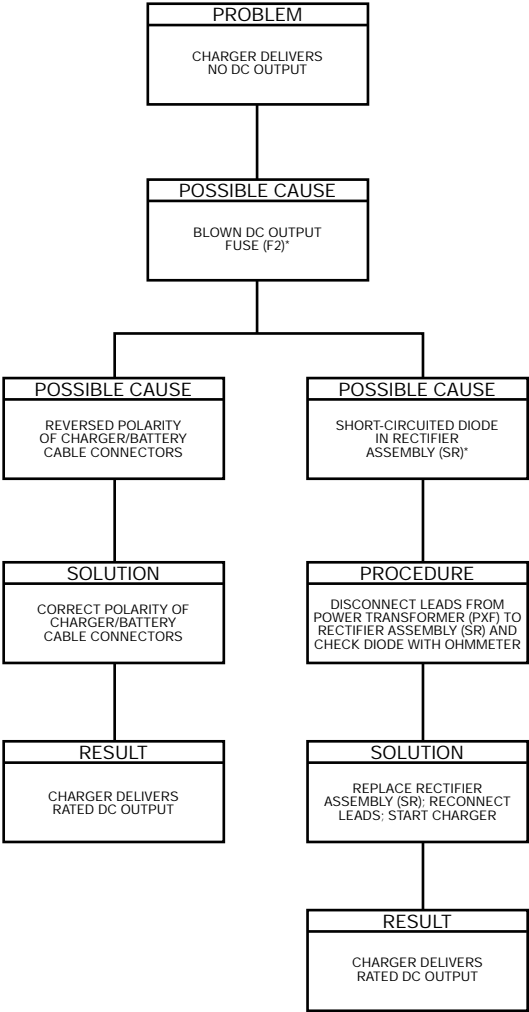 PROBLEM
CHARGER DELIVERS
NO DC OUTPUT
POSSIBLE CAUSE
BLOWN DC OUTPUT
FUSE (F2)*
POSSIBLE CAUSE
REVERSED POLARITY
OF CHARGER/BATTERY
CABLE CONNECTORS
SOLUTION
CORRECT POLARITY OF
CHARGER/BATTERY
CABLE CONNECTORS
RESULT
CHARGER DELIVERS
RATED DC OUTPUT
POSSIBLE CAUSE
SHORT-CIRCUITED DIODE
IN RECTIFIER
ASSEMBLY (SR)*
PROCEDURE
DISCONNECT LEADS FROM
POWER TRANSFORMER (PXF) TO
RECTIFIER ASSEMBLY (SR) AND
CHECK DIODE WITH OHMMETER
SOLUTION
REPLACE RECTIFIER
ASSEMBLY (SR); RECONNECT
LEADS; START CHARGER
RESULT
CHARGER DELIVERS
RATED DC OUTPUT